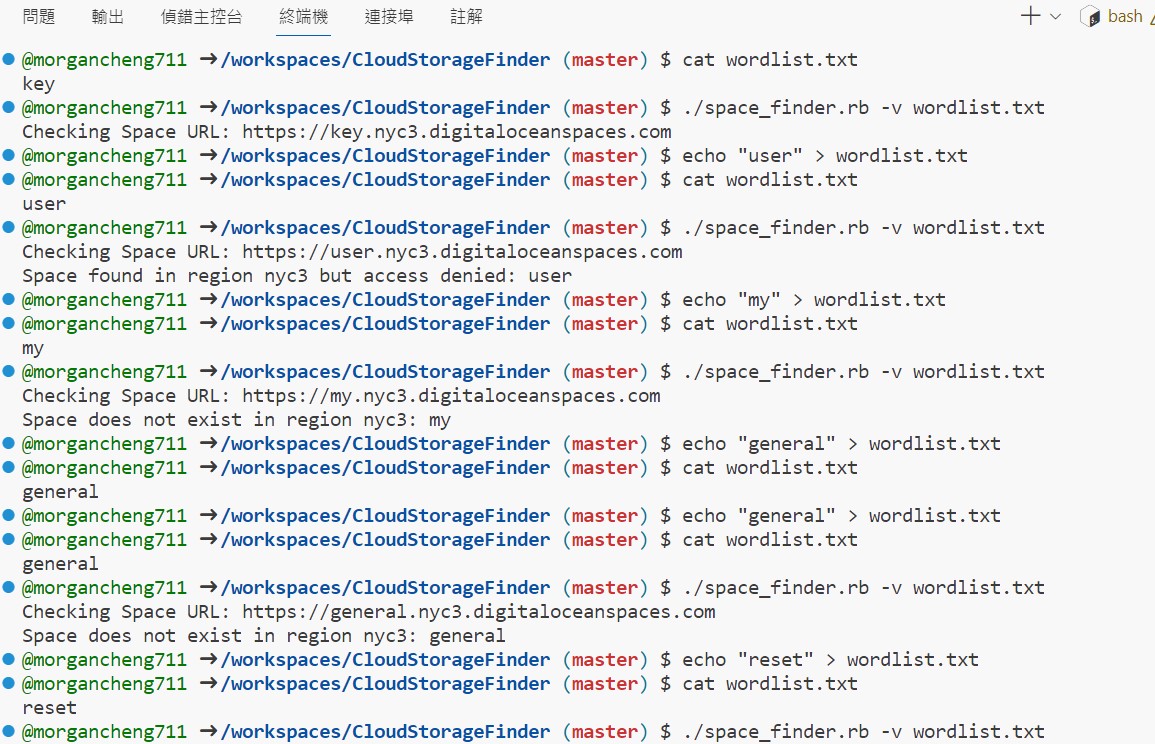 問題 輸出 偵錯主控台 終端機 連接埠 註解 bash
@morgancheng711 →/workspaces/CloudStorageFinder (master) $ cat wordlist.txt
key
@morgancheng711 →/workspaces/CloudStorageFinder (master) $ ./space_finder.rb -v wordlist.txt
Checking Space URL: https://key.nyc3.digitaloceanspaces.com
@morgancheng711 →/workspaces/CloudStorageFinder (master) $ echo "user" > wordlist.txt
@morgancheng711 →/workspaces/CloudStorageFinder (master) $ cat wordlist.txt
user
@morgancheng711 →/workspaces/CloudStorageFinder (master) $ ./space_finder.rb -v wordlist.txt
Checking Space URL: https://user.nyc3.digitaloceanspaces.com
Space found in region nyc3 but access denied: user
@morgancheng711 →/workspaces/CloudStorageFinder (master) $ echo "my" > wordlist.txt
@morgancheng711 →/workspaces/CloudStorageFinder (master) $ cat wordlist.txt
my
@morgancheng711 →/workspaces/CloudStorageFinder (master) $ ./space_finder.rb -v wordlist.txt
Checking Space URL: https://my.nyc3.digitaloceanspaces.com
Space does not exist in region nyc3: my
@morgancheng711 →/workspaces/CloudStorageFinder (master) $ echo "general" > wordlist.txt
@morgancheng711 →/workspaces/CloudStorageFinder (master) $ cat wordlist.txt
general
@morgancheng711 →/workspaces/CloudStorageFinder (master) $ echo "general" > wordlist.txt
@morgancheng711 →/workspaces/CloudStorageFinder (master) $ cat wordlist.txt
general
@morgancheng711 →/workspaces/CloudStorageFinder (master) $ ./space_finder.rb -v wordlist.txt
Checking Space URL: https://general.nyc3.digitaloceanspaces.com
Space does not exist in region nyc3: general
@morgancheng711 →/workspaces/CloudStorageFinder (master) $ echo "reset" > wordlist.txt
@morgancheng711 →/workspaces/CloudStorageFinder (master) $ cat wordlist.txt
reset
@morgancheng711 →/workspaces/CloudStorageFinder (master) $ ./space_finder.rb -v wordlist.txt